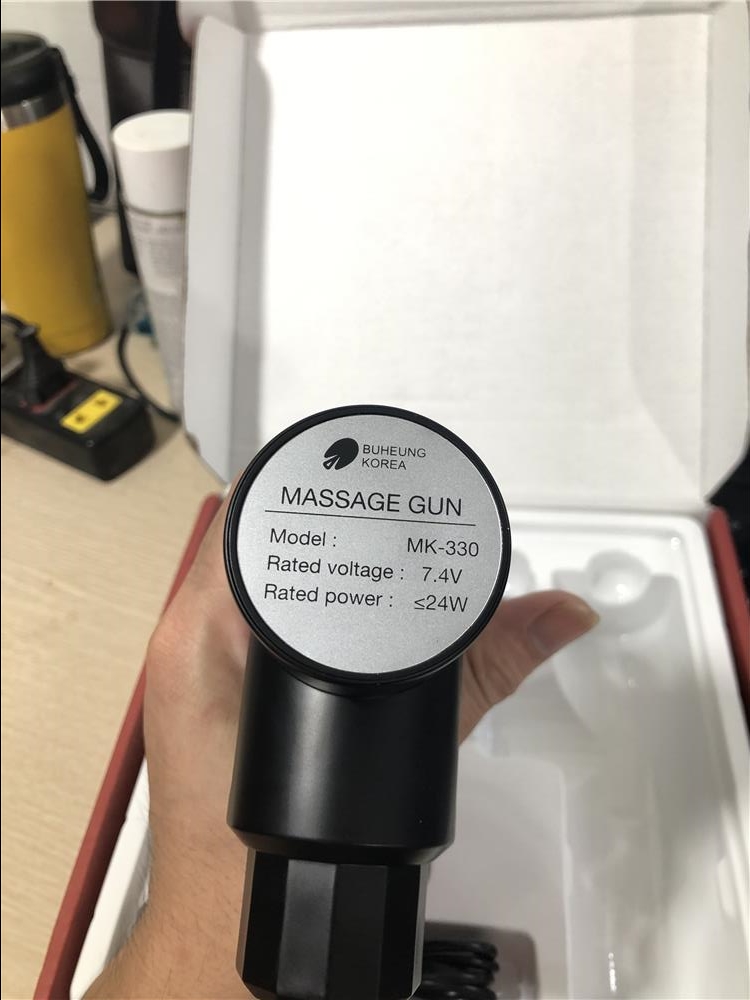 BUHEUNG
KOREA
MASSAGE GUN
Model : MK-330
Rated voltage : 7.4V
Rated power : ≤24W